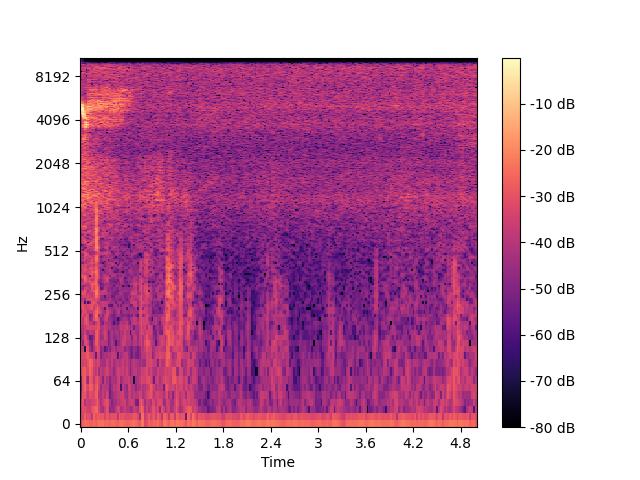 8192
4096
2048
1024
512
256
128
64
0
Hz
0 0.6 1.2 1.8 2.4 3 3.6 4.2 4.8
Time
-10 dB
-20 dB
-30 dB
-40 dB
-50 dB
-60 dB
-70 dB
-80 dB